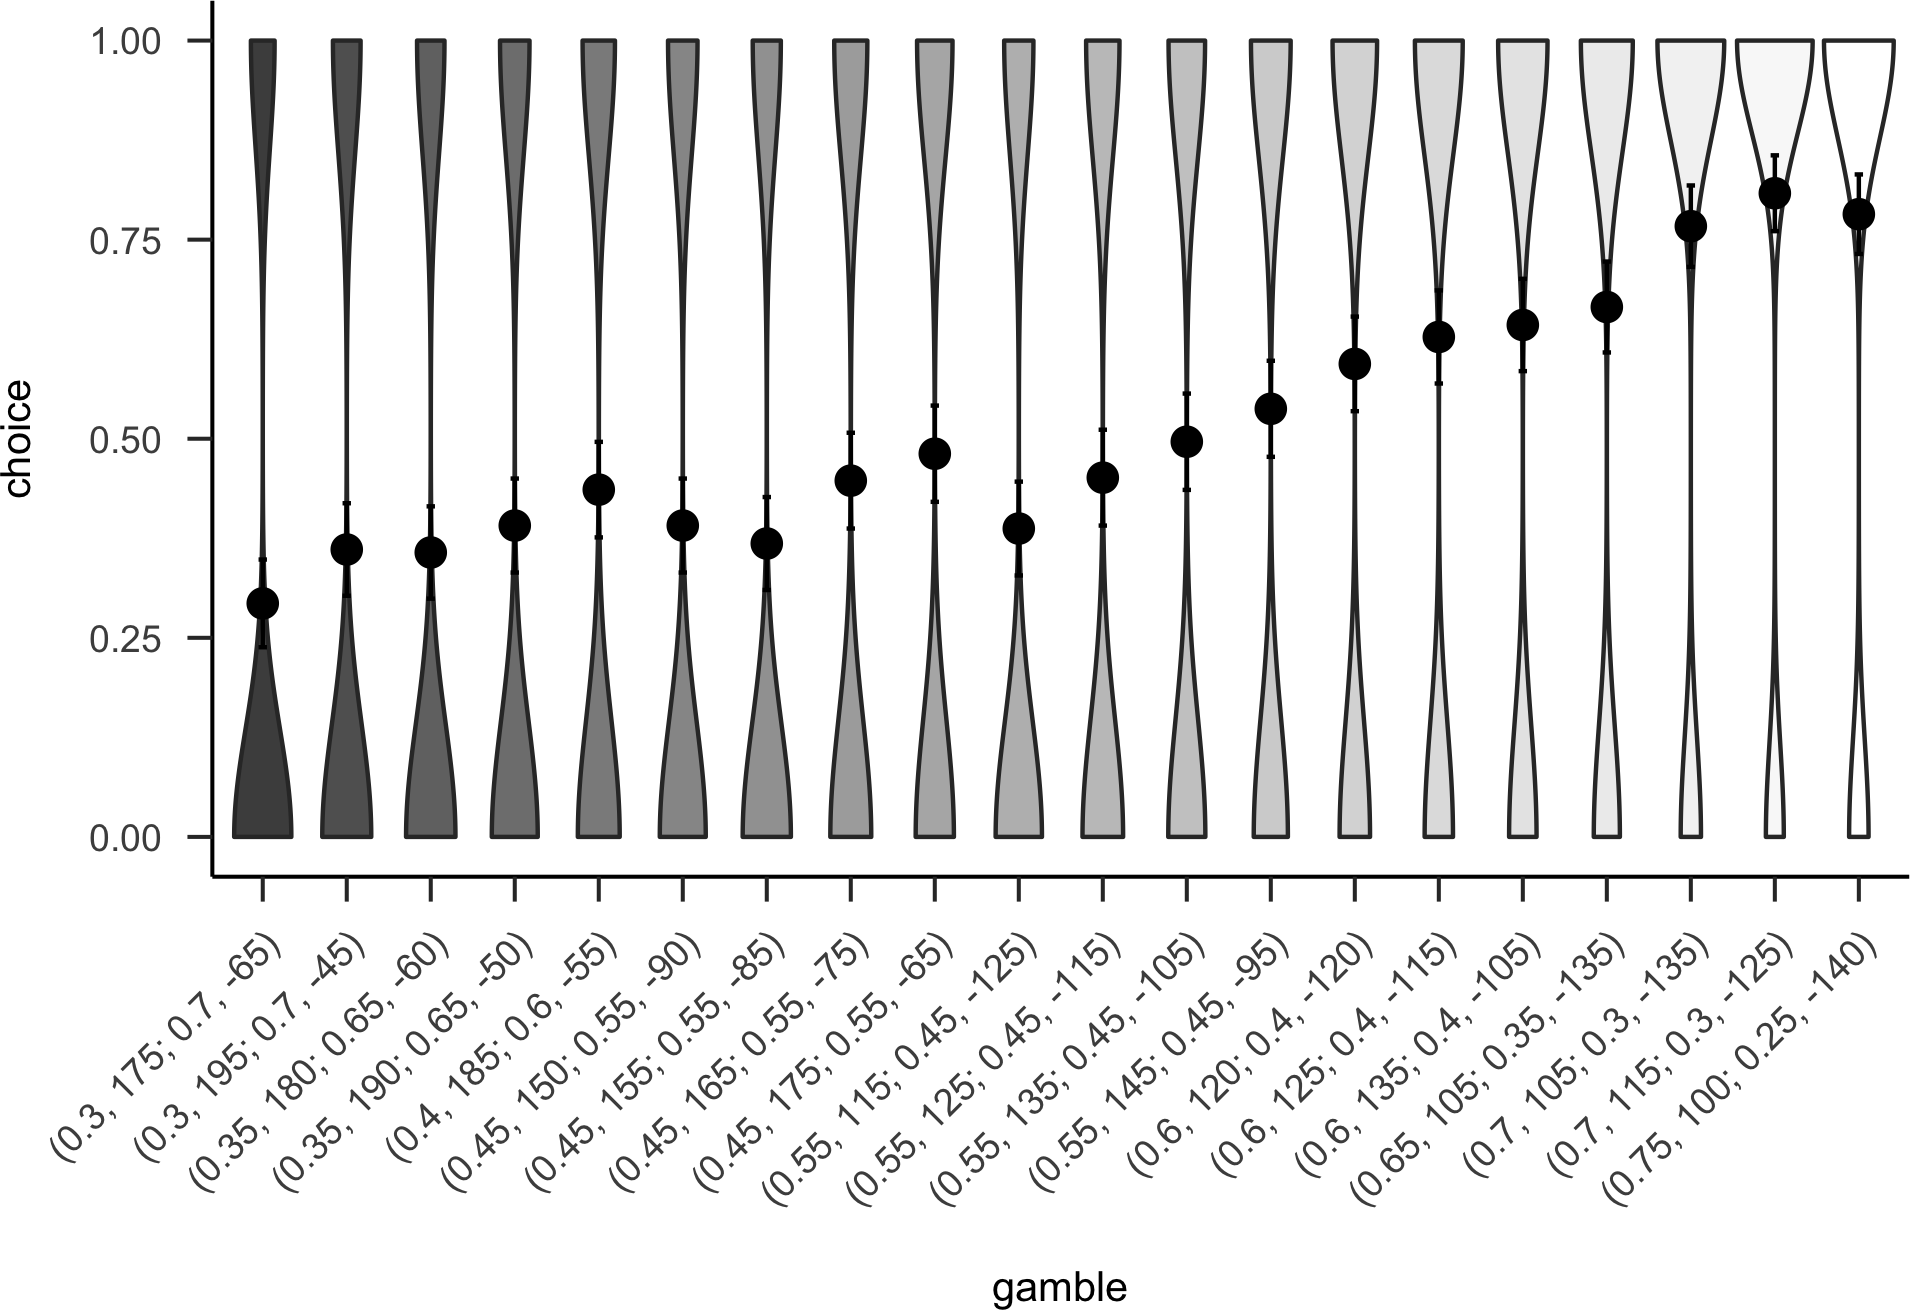 1.00
0.75
0.50
0.25
0.00
choice
(0.3, 175; 0.7, -65)
(0.3, 195; 0.7, -45)
(0.35, 180; 0.65, -60)
(0.35, 190; 0.65, -50)
(0.4, 185; 0.6, -55)
(0.45, 150; 0.55, -90)
(0.45, 155; 0.55, -85)
(0.45, 165; 0.55, -75)
(0.45, 175; 0.55, -65)
(0.55, 115; 0.45, -125)
(0.55, 125; 0.45, -115)
(0.55, 135; 0.45, -105)
(0.55, 145; 0.45, -95)
(0.6, 120; 0.4, -120)
(0.6, 125; 0.4, -115)
(0.6, 135; 0.4, -105)
(0.65, 105; 0.35, -135)
(0.7, 105; 0.3, -135)
(0.7, 115; 0.3, -125)
(0.75, 100; 0.25, -140)
gamble